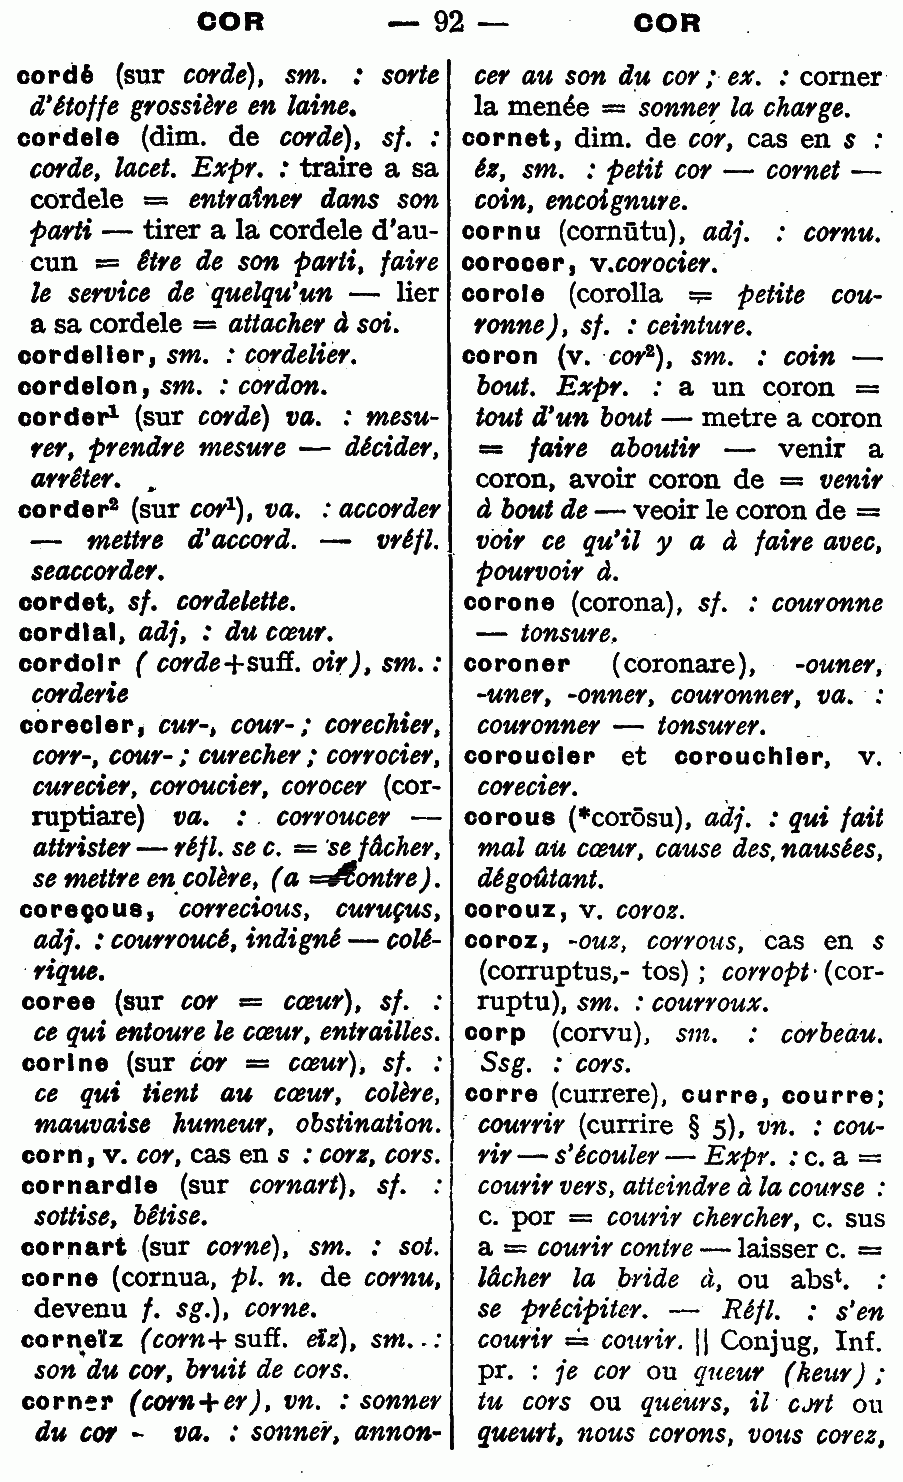 COR — 92 — COR
cordé (sur corde), sm. : sorte
d'étoffe grossière en laine.
cordele (dim. de corde), sf. :
corde, lacet. Expr. : traire a sa
cordele = entraîner dans son
parti — tirer a la cordele d'au-
cun = être de son parti, faire
le service de quelqu'un — lier
a sa cordele = attacher à soi.
cordelier, sm. : cordelier.
cordelon, sm. : cordon.
corder¹ (sur corde) va. : mesu-
rer, prendre mesure — décider,
arrêter.
corder² (sur cor¹), va. : accorder
— mettre d'accord. — vréfl.
seaccorder.
cordet, sf. cordelette.
cordial, adj, : du cœur.
cordoir ( corde+suff. oir), sm. :
corderie
corecier, cur-, cour- ; corechier,
corr-, cour- ; curecher ; corrocier,
curecier, coroucier, corocer (cor-
ruptiare) va. : corroucer —
attrister — réfl. se c. = se fâcher,
se mettre en colère, (a = contre).
coreçous, correcious, curuçus,
adj. : courroucé, indigné — colé-
rique.
coree (sur cor = cœur), sf. :
ce qui entoure le cœur, entrailles.
corine (sur cor = cœur), sf. :
ce qui tient au cœur, colère,
mauvaise humeur, obstination.
corn, v. cor, cas en s : corz, cors.
cornardie (sur cornart), sf. :
sottise, bêtise.
cornart (sur corne), sm. : sot.
corne (cornua, pl. n. de cornu,
devenu f. sg.), corne.
corneïz (corn+suff. eïz), sm. . :
son du cor, bruit de cors.
corner (corn+er), vn. : sonner
du cor - va. : sonner, annon-
cer au son du cor ; ex. : corner
la menée = sonner la charge.
cornet, dim. de cor, cas en s :
éz, sm. : petit cor — cornet —
coin, encoignure.
cornu (cornūtu), adj. : cornu.
corocer, v.corocier.
corole (corolla = petite cou-
ronne), sf. : ceinture.
coron (v. cor²), sm. : coin —
bout. Expr. : a un coron =
tout d'un bout — metre a coron
= faire aboutir — venir a
coron, avoir coron de = venir
à bout de — veoir le coron de =
voir ce qu'il y a à faire avec,
pourvoir à.
corone (corona), sf. : couronne
— tonsure.
coroner (coronare), -ouner,
-uner, -onner, couronner, va. :
couronner — tonsurer.
coroucier et corouchier, v.
corecier.
corous (*corōsu), adj. : qui fait
mal au cœur, cause des nausées,
dégoûtant.
corouz, v. coroz.
coroz, -ouz, corrous, cas en s
(corruptus,- tos) ; corropt (cor-
ruptu), sm. : courroux.
corp (corvu), sm. : corbeau.
Ssg. : cors.
corre (currere), curre, courre;
courrir (currire § 5), vn. : cou-
rir — s'écouler — Expr. : c. a =
courir vers, atteindre à la course :
c. por = courir chercher, c. sus
a = courir contre — laisser c. =
lâcher la bride à, ou absᵗ. :
se précipiter. — Réfl. : s'en
courir = courir. || Conjug, Inf.
pr. : je cor ou queur (keur) ;
tu cors ou queurs, il cort ou
queurt, nous corons, vous corez,